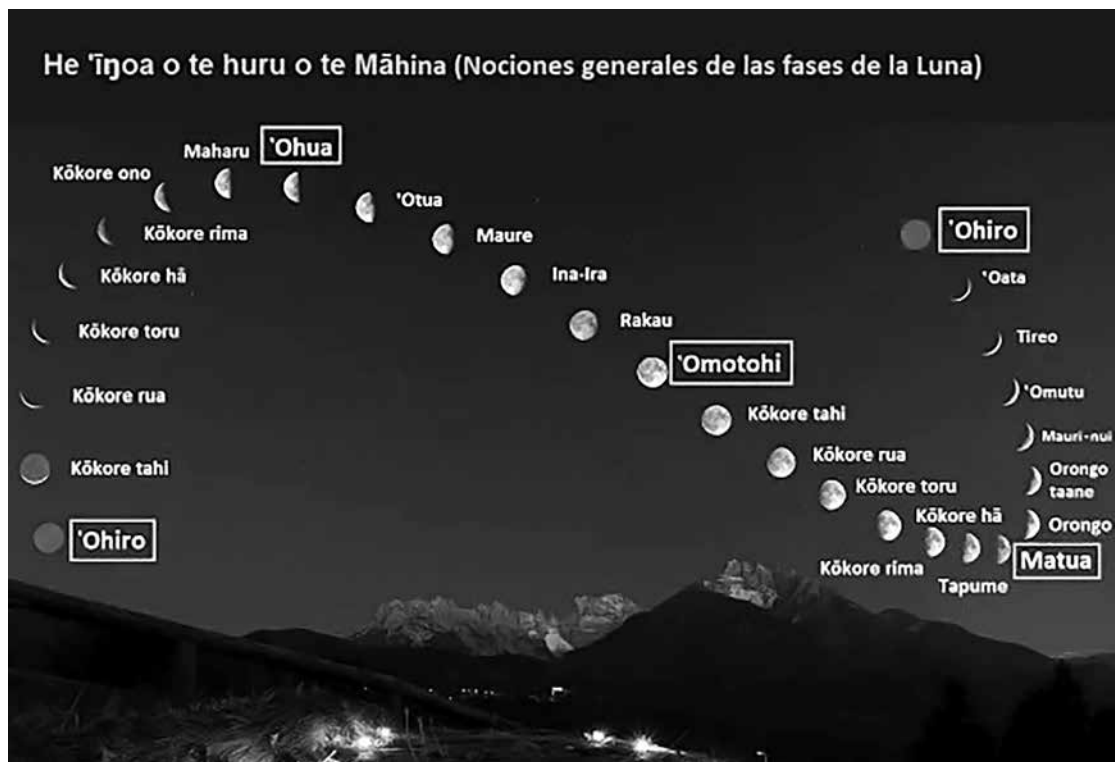 He 'īŋoa o te huru o te Māhina (Nociones generales de las fases de la Luna)
'Ohiro
Kōkore tahi
Kōkore rua
Kōkore toru
Kōkore hā
Kōkore rima
Kōkore ono
Maharu
'Ohua
'Otua
Maure
Ina-Ira
Rakau
'Omotohi
Kōkore tahi
Kōkore rua
Kōkore toru
Kōkore hā
Kōkore rima
Tapume
Matua
Orongo
Orongo
taane
Mauri-nui
'Omutu
Tireo
'Oata
'Ohiro